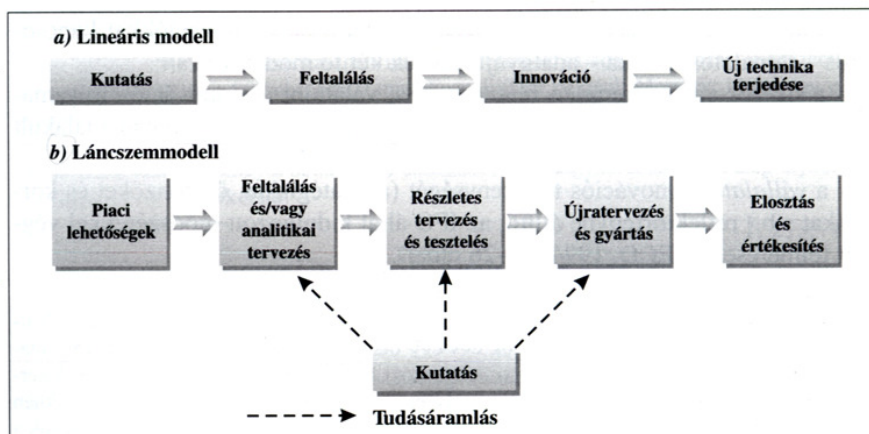 a) Lineáris modell
Kutatás
Feltalálás
Innováció
Új technika
terjedése
b) Láncszemmodell
Piaci
lehetőségek
Feltalálás
és/vagy
analitikai
tervezés
Részletes
tervezés
és tesztelés
Újratervezés
és gyártás
Elosztás
és
értékesítés
Kutatás
Tudásáramlás